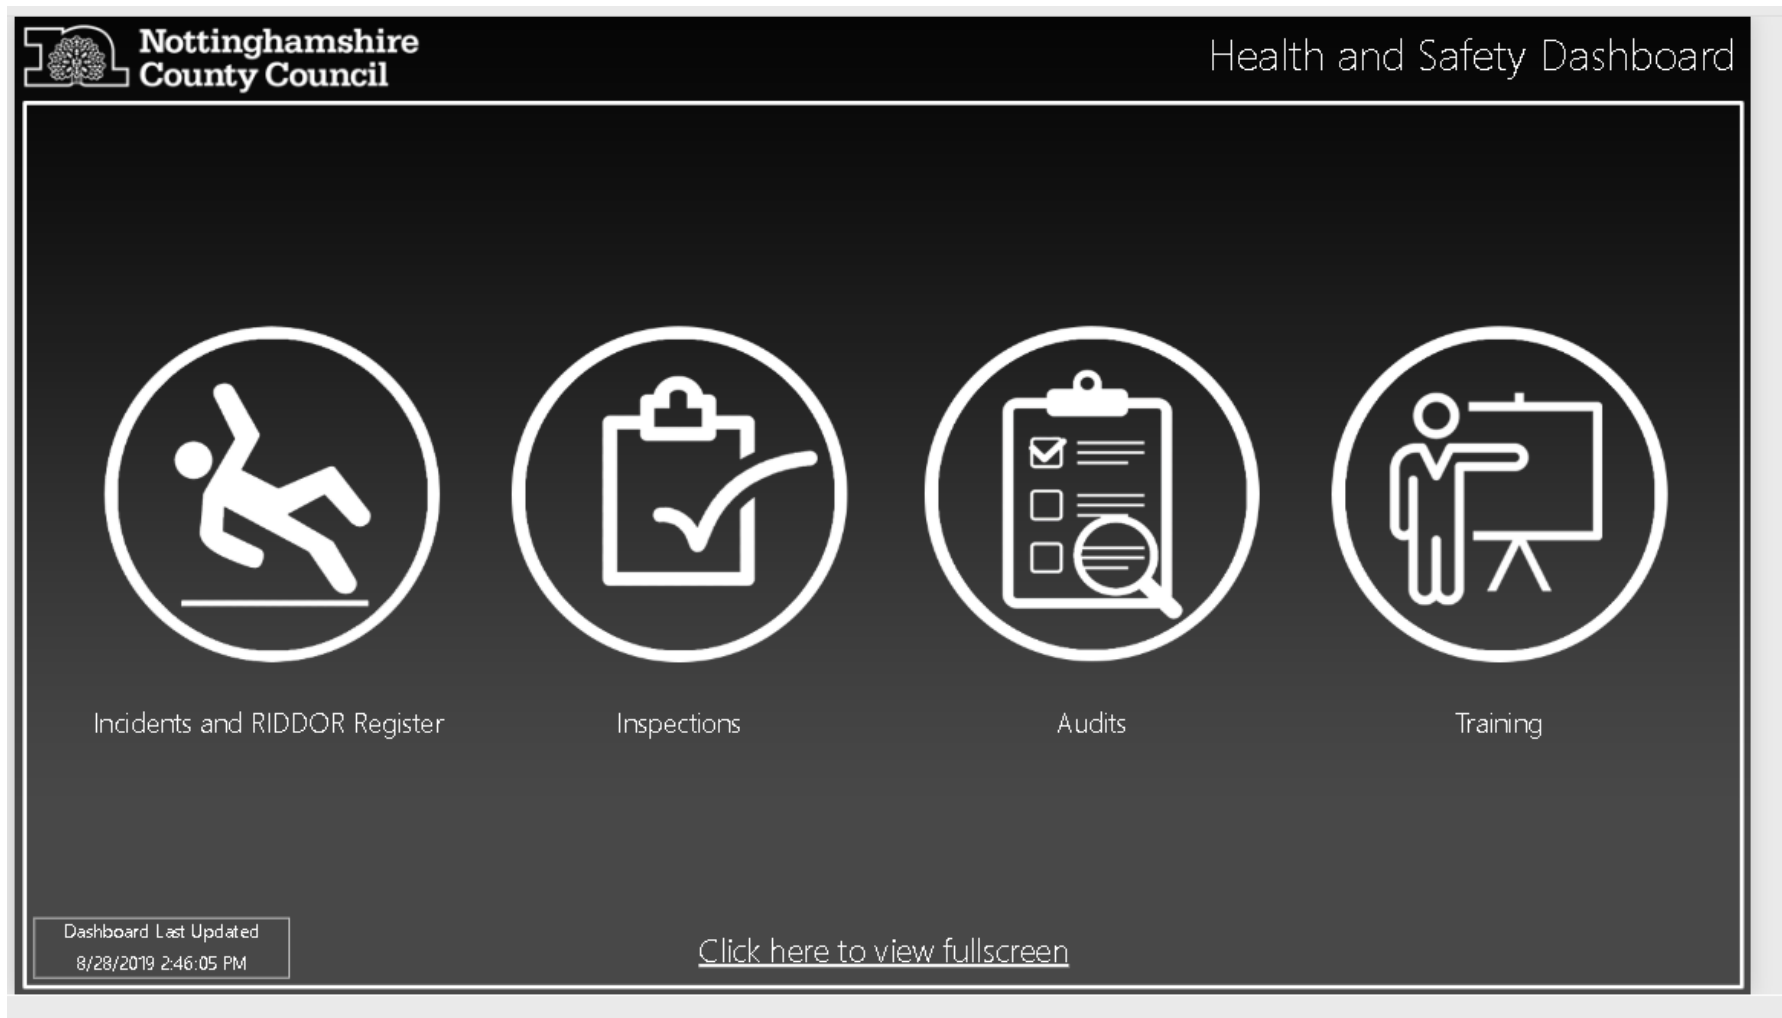 Nottinghamshire
County Council
Health and Safety Dashboard
Incidents and RIDDOR Register
Inspections
Audits
Training
Dashboard Last Updated
8/28/2019 2:46:05 PM
Click here to view fullscreen